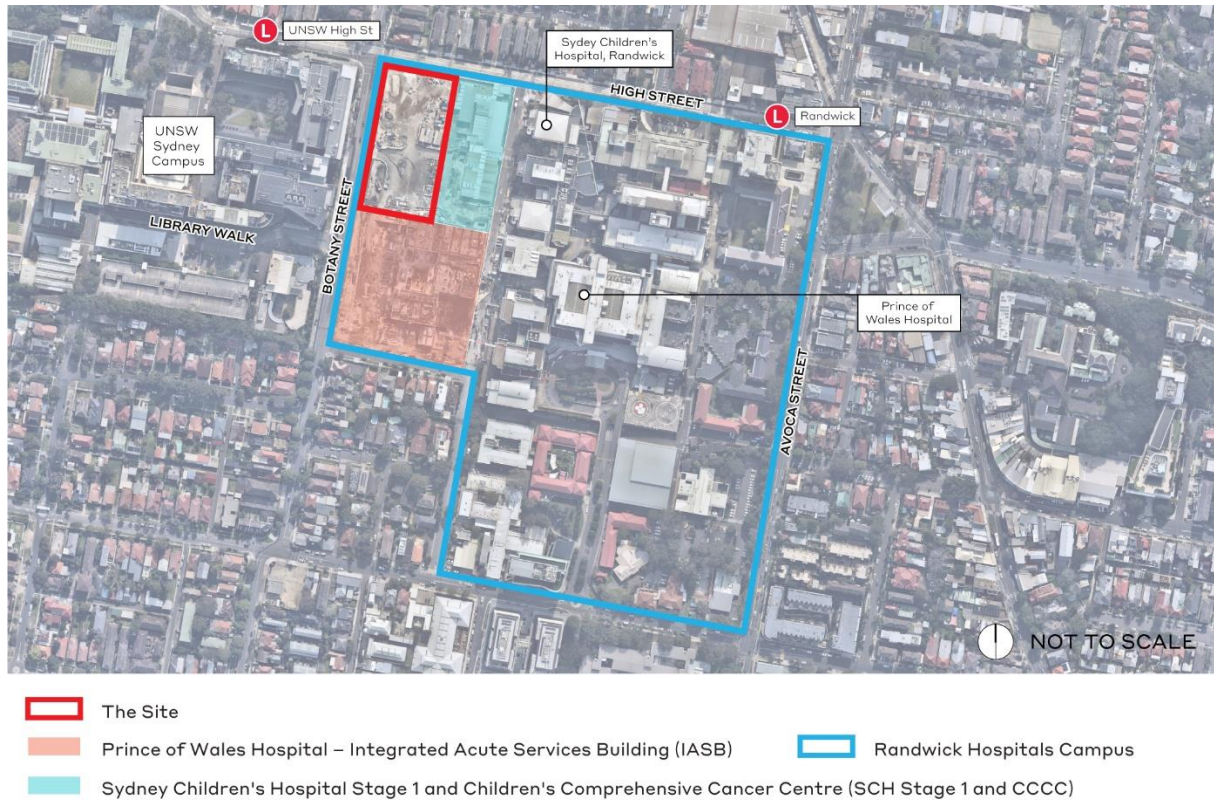 L UNSW High St
Sydey Children's
Hospital, Randwick
HIGH STREET
L Randwick
UNSW
Sydney
Campus
LIBRARY WALK
BOTANY STREET
Prince of
Wales Hospital
AVOCA STREET
NOT TO SCALE
The Site
Prince of Wales Hospital – Integrated Acute Services Building (IASB)
Randwick Hospitals Campus
Sydney Children's Hospital Stage 1 and Children's Comprehensive Cancer Centre (SCH Stage 1 and CCCC)